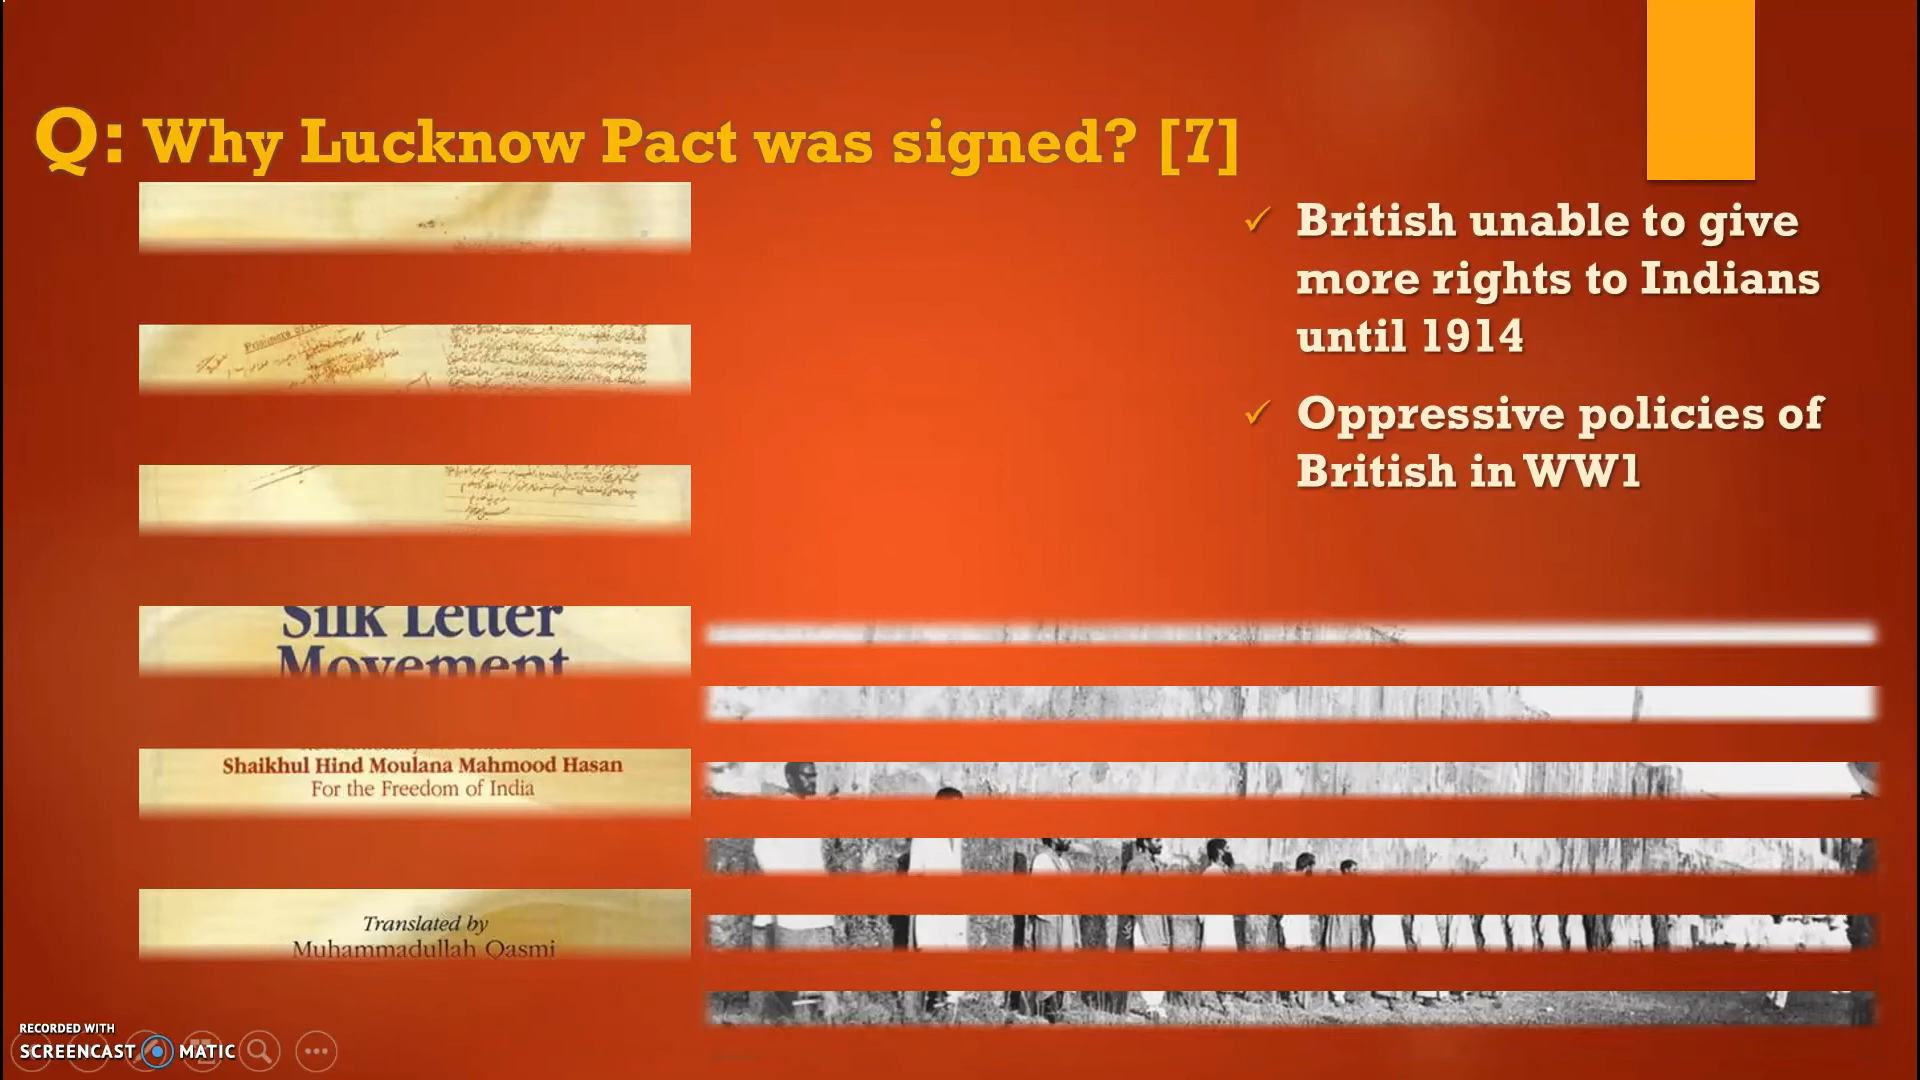 Q: Why Lucknow Pact was signed? [7]
✓ British unable to give
more rights to Indians
until 1914
✓ Oppressive policies of
British in WW1
Silk Letter
Movement
Shaikhul Hind Moulana Mahmood Hasan
For the Freedom of India
Translated by
Muhammadullah Qasmi
RECORDED WITH
SCREENCAST MATIC